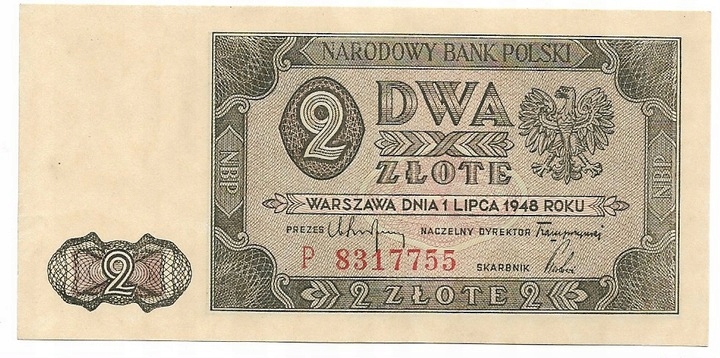 NARODOWY BANK POLSKI
2 DWA
ZŁOTE
NBP NBP
WARSZAWA DNIA 1 LIPCA 1948 ROKU
PREZES NACZELNY DYREKTOR
P 8317755 SKARBNIK
2
2 ZŁOTE 2